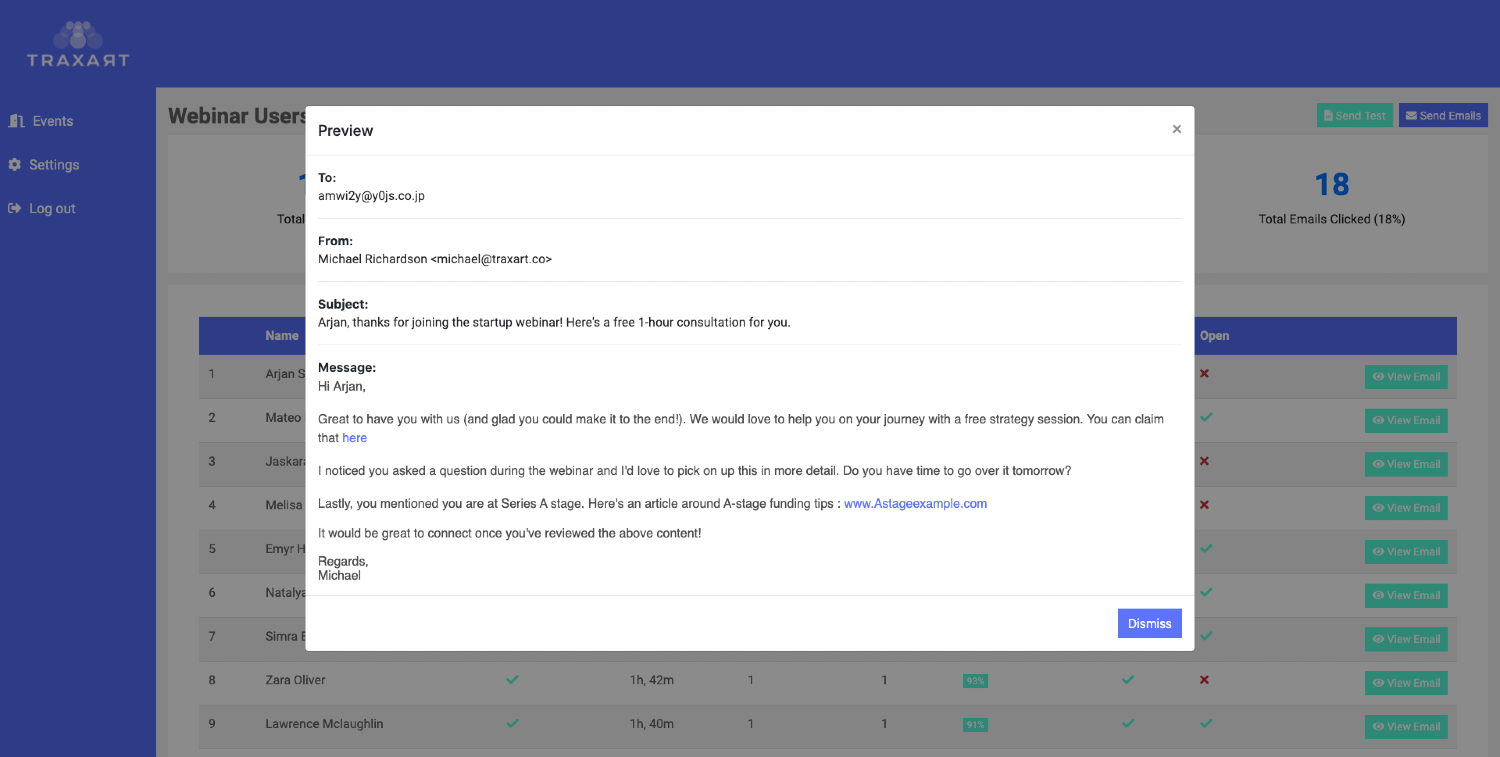 TRAXART
Events
Settings
Log out
Webinar Users
Send Test
Send Emails
Total
18
Total Emails Clicked (18%)
Preview
×
To:
amwi2y@y0js.co.jp
From:
Michael Richardson <michael@traxart.co>
Subject:
Arjan, thanks for joining the startup webinar! Here's a free 1-hour consultation for you.
Message:
Hi Arjan,
Great to have you with us (and glad you could make it to the end!). We would love to help you on your journey with a free strategy session. You can claim
that here
I noticed you asked a question during the webinar and I'd love to pick on up this in more detail. Do you have time to go over it tomorrow?
Lastly, you mentioned you are at Series A stage. Here's an article around A-stage funding tips : www.Astageexample.com
It would be great to connect once you've reviewed the above content!
Regards,
Michael
Dismiss
Name Open
1 Arjan S View Email
2 Mateo View Email
3 Jaskara View Email
4 Melisa View Email
5 Emyr H View Email
6 Natalya View Email
7 Simra View Email
8 Zara Oliver 1h, 42m 1 1 93% View Email
9 Lawrence Mclaughlin 1h, 40m 1 1 91% View Email